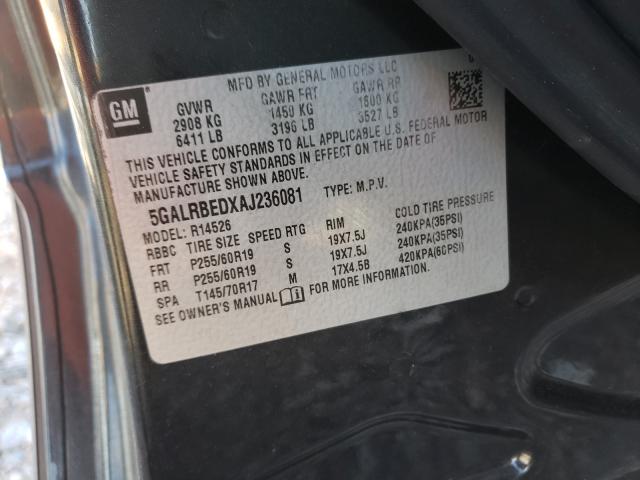 MFD BY GENERAL MOTORS LLC
GM
GVWR GAWR FRT GAWR RR
2908 KG 1450 KG 1600 KG
6411 LB 3196 LB 3527 LB
THIS VEHICLE CONFORMS TO ALL APPLICABLE U.S. FEDERAL MOTOR
VEHICLE SAFETY STANDARDS IN EFFECT ON THE DATE OF
MANUFACTURE SHOWN ABOVE.
5GALRBEDXAJ236081 TYPE: M.P.V.
MODEL: R14526
RBBC TIRE SIZE SPEED RTG RIM COLD TIRE PRESSURE
FRT P255/60R19 S 19X7.5J 240KPA(35PSI)
RR P255/60R19 S 19X7.5J 240KPA(35PSI)
SPA T145/70R17 M 17X4.5B 420KPA(60PSI)
SEE OWNER'S MANUAL FOR MORE INFORMATION.